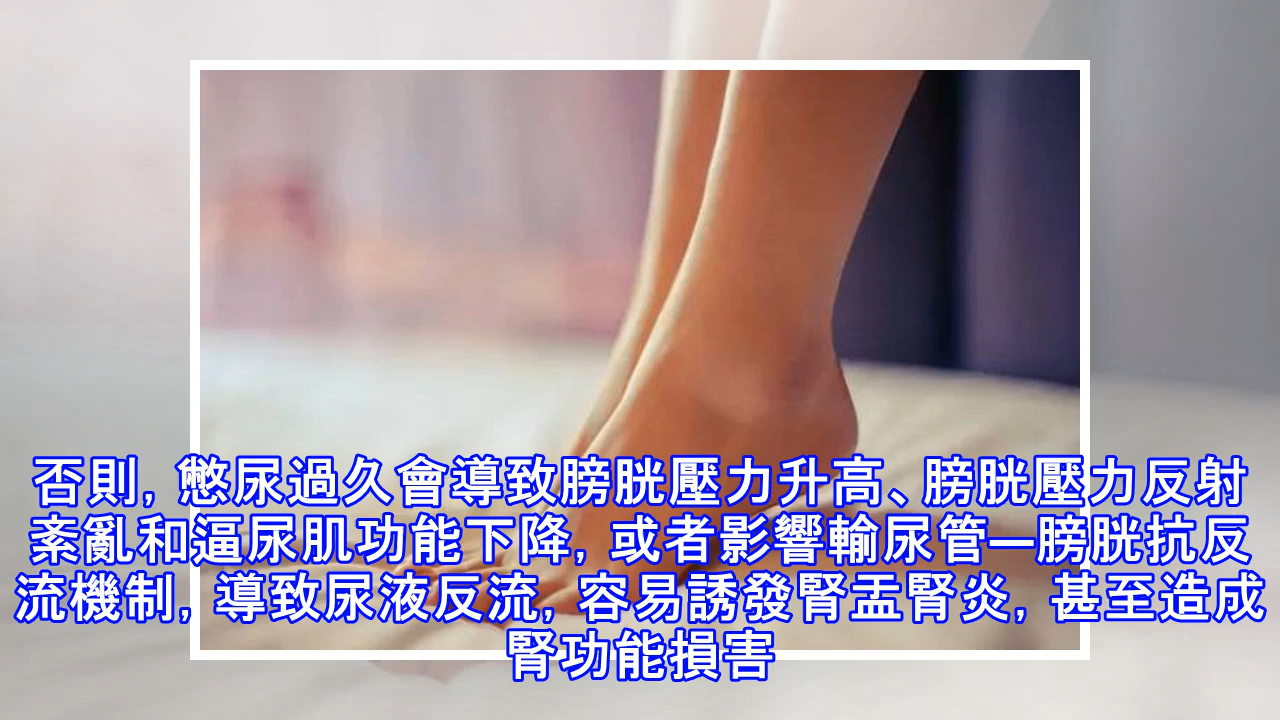 否則, 憋尿過久會導致膀胱壓力升高、膀胱壓力反射
紊亂和逼尿肌功能下降, 或者影響輸尿管—膀胱抗反
流機制, 導致尿液反流, 容易誘發腎盂腎炎, 甚至造成
腎功能損害